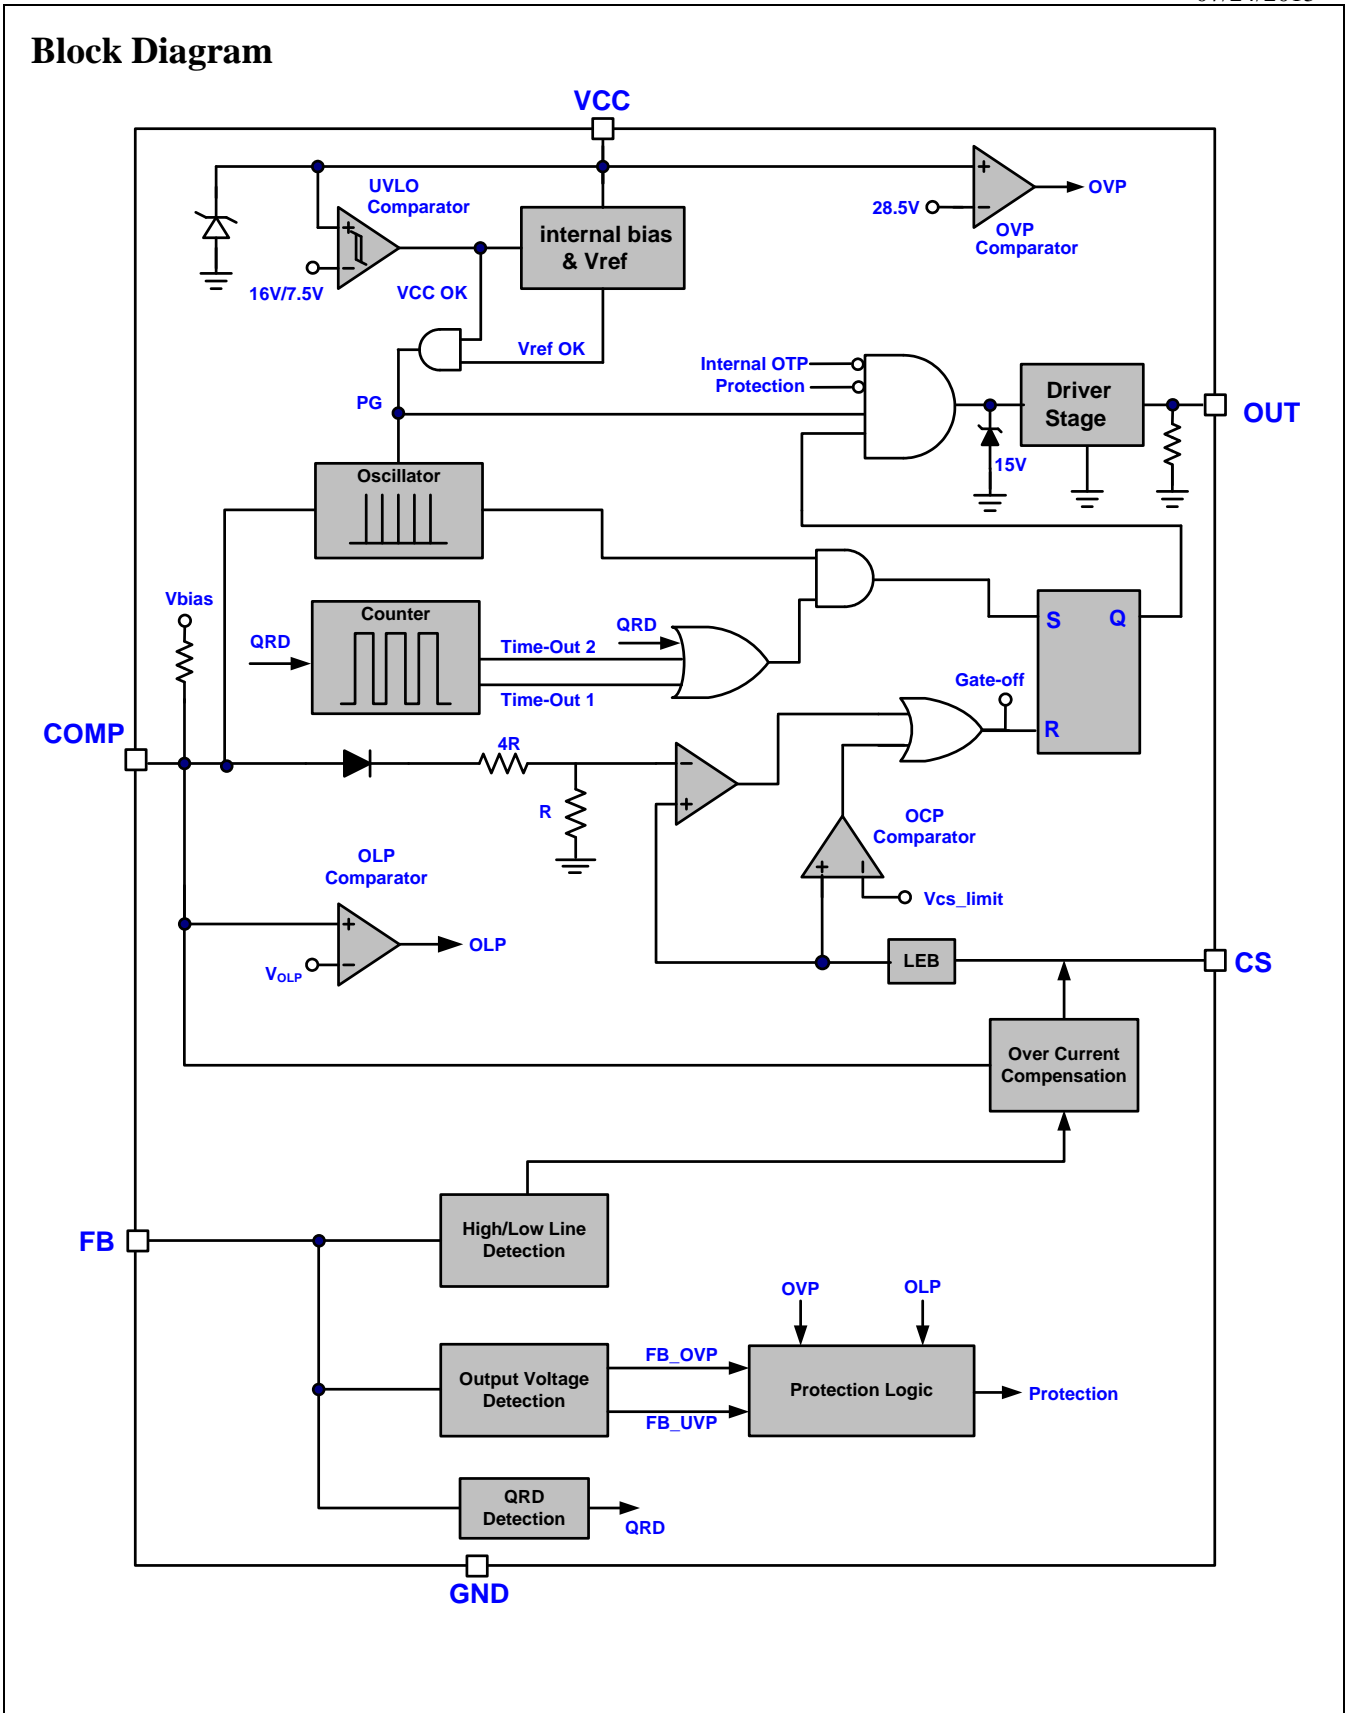 Block Diagram
VCC
UVLO
Comparator
+
−
16V/7.5V
VCC OK
internal bias
& Vref
Vref OK
+
−
28.5V
OVP
OVP
Comparator
PG
Internal OTP
Protection
15V
Driver
Stage
OUT
Oscillator
Vbias
QRD
Counter
Time-Out 2
Time-Out 1
QRD
S
Q
R
Gate-off
COMP
4R
R
−
+
OCP
Comparator
+
−
Vcs_limit
OLP
Comparator
+
−
VOLP
OLP
LEB
CS
Over Current
Compensation
FB
High/Low Line
Detection
OVP
OLP
Output Voltage
Detection
FB_OVP
FB_UVP
Protection Logic
Protection
QRD
Detection
QRD
GND